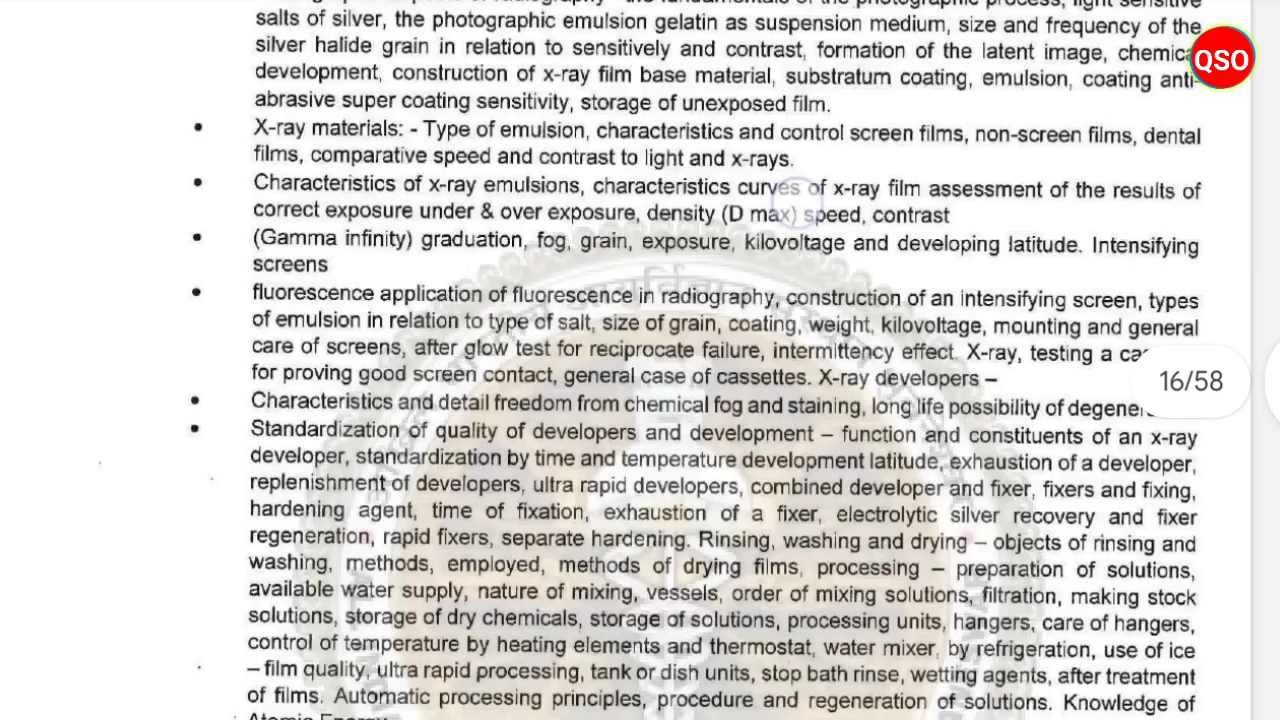 salts of silver, the photographic emulsion gelatin as suspension medium, size and frequency of the
silver halide grain in relation to sensitively and contrast, formation of the latent image, chemical
development, construction of x-ray film base material, substratum coating, emulsion, coating anti-
abrasive super coating sensitivity, storage of unexposed film.
QSO
• X-ray materials: - Type of emulsion, characteristics and control screen films, non-screen films, dental
films, comparative speed and contrast to light and x-rays.
• Characteristics of x-ray emulsions, characteristics curves of x-ray film assessment of the results of
correct exposure under & over exposure, density (D max) speed, contrast
• (Gamma infinity) graduation, fog, grain, exposure, kilovoltage and developing latitude. Intensifying
screens
• fluorescence application of fluorescence in radiography, construction of an intensifying screen, types
of emulsion in relation to type of salt, size of grain, coating, weight, kilovoltage, mounting and general
care of screens, after glow test for reciprocate failure, intermittency effect. X-ray, testing a
for proving good screen contact, general case of cassettes. X-ray developers –
16/58
• Characteristics and detail freedom from chemical fog and staining, long life possibility of
• Standardization of quality of developers and development – function and constituents of an x-ray
developer, standardization by time and temperature development latitude, exhaustion of a developer,
replenishment of developers, ultra rapid developers, combined developer and fixer, fixers and fixing,
hardening agent, time of fixation, exhaustion of a fixer, electrolytic silver recovery and fixer
regeneration, rapid fixers, separate hardening. Rinsing, washing and drying – objects of rinsing and
washing, methods, employed, methods of drying films, processing – preparation of solutions,
available water supply, nature of mixing, vessels, order of mixing solutions, filtration, making stock
solutions, storage of dry chemicals, storage of solutions, processing units, hangers, care of hangers,
control of temperature by heating elements and thermostat, water mixer, by refrigeration, use of ice
– film quality, ultra rapid processing, tank or dish units, stop bath rinse, wetting agents, after treatment
of films. Automatic processing principles, procedure and regeneration of solutions. Knowledge of